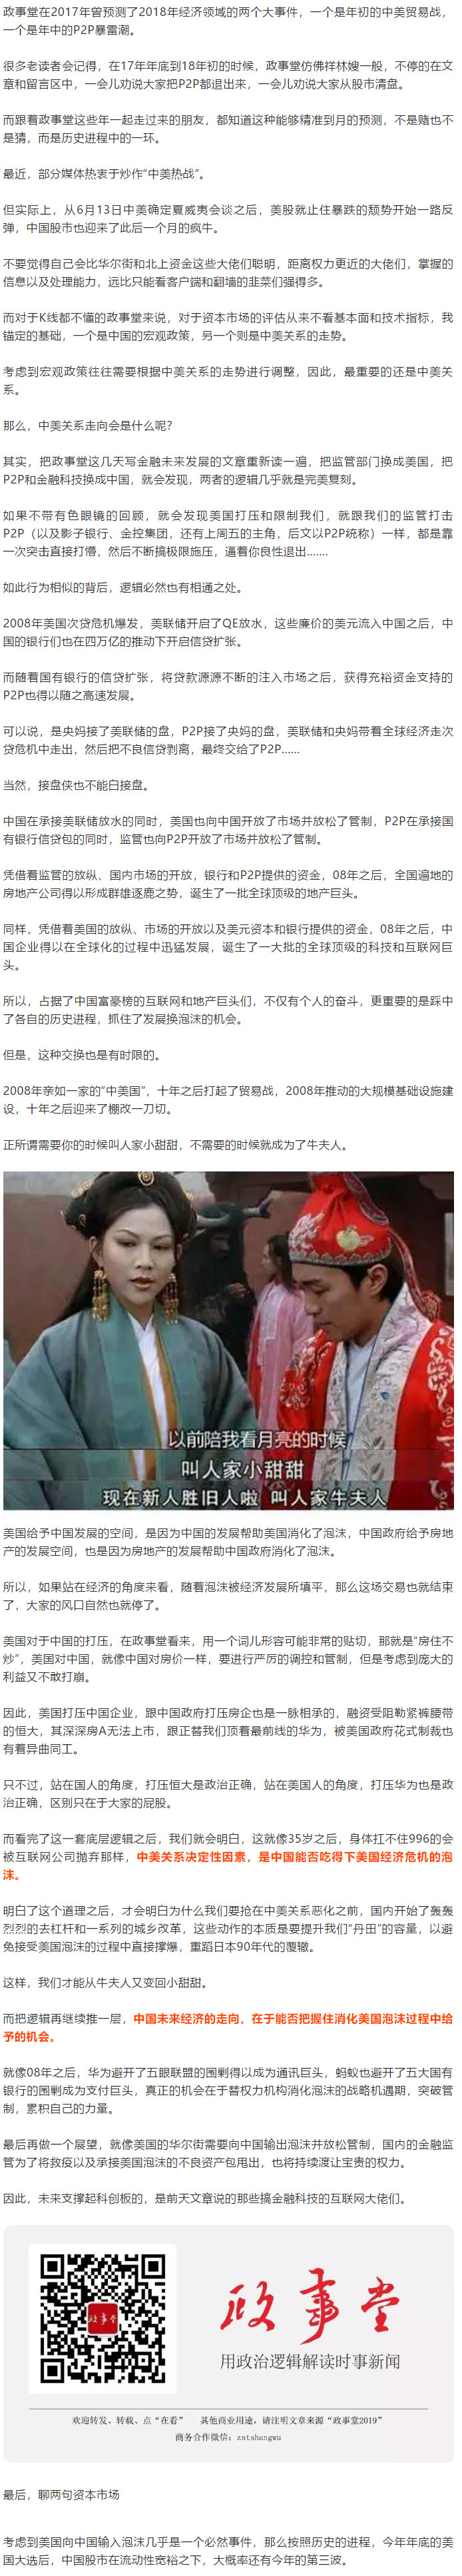 政事堂在2017年曾预测了2018年经济领域的两个大事件，一个是年初的中美贸易战，
一个是年中的P2P暴雷潮。
很多老读者会记得，在17年年底到18年初的时候，政事堂仿佛祥林嫂一般，不停的在文
章和留言区中，一会儿劝说大家把P2P都退出来，一会儿劝说大家从股市清盘。
而跟着政事堂这些年一起走过来的朋友，都知道这种能够精准到月的预测，不是赌也不
是猜，而是历史进程中的一环。
最近，部分媒体热衷于炒作“中美热战”。
但实际上，从6月13日中美确定夏威夷会谈之后，美股就止住暴跌的颓势开始一路反
弹，中国股市也迎来了此后一个月的疯牛。
不要觉得自己会比华尔街和北上资金这些大佬们聪明，距离权力更近的大佬们，掌握的
信息以及处理能力，远比只能看客户端和翻墙的韭菜们强得多。
而对于K线都不懂的政事堂来说，对于资本市场的评估从来不看基本面和技术指标，我
锚定的基础，一个是中国的宏观政策，另一个则是中美关系的走势。
考虑到宏观政策往往需要根据中美关系的走势进行调整，因此，最重要的还是中美关
系。
那么，中美关系走向会是什么呢？
其实，把政事堂这几天写金融未来发展的文章重新读一遍，把监管部门换成美国，把
P2P和金融科技换成中国，就会发现，两者的逻辑几乎就是完美复刻。
如果不带有色眼镜的回顾，就会发现美国打压和限制我们，就跟我们的监管打击
P2P（以及影子银行、金控集团，还有上周五的主角，后文以P2P统称）一样，都是靠
一次突击直接打懵，然后不断搞极限施压，逼着你良性退出.......
如此行为相似的背后，逻辑必然也有相通之处。
2008年美国次贷危机爆发，美联储开启了QE放水，这些廉价的美元流入中国之后，中
国的银行们也在四万亿的推动下开启信贷扩张。
而随着国有银行的信贷扩张，将贷款源源不断的注入市场之后，获得充裕资金支持的
P2P也得以随之高速发展。
可以说，是央妈接了美联储的盘，P2P接了央妈的盘，美联储和央妈带着全球经济走次
贷危机中走出，然后把不良信贷剥离，最终交给了P2P......
当然，接盘侠也不能白接盘。
中国在承接美联储放水的同时，美国也向中国开放了市场并放松了管制，P2P在承接国
有银行信贷包的同时，监管也向P2P开放了市场并放松了管制。
凭借着监管的放纵、国内市场的开放，银行和P2P提供的资金，08年之后，全国遍地的
房地产公司得以形成群雄逐鹿之势，诞生了一批全球顶级的地产巨头。
同样，凭借着美国的放纵、市场的开放以及美元资本和银行提供的资金，08年之后，中
国企业得以在全球化的过程中迅猛发展，诞生了一大批的全球顶级的科技和互联网巨
头。
所以，占据了中国富豪榜的互联网和地产巨头们，不仅有个人的奋斗，更重要的是踩中
了各自的历史进程，抓住了发展换泡沫的机会。
但是，这种交换也是有时限的。
2008年亲如一家的“中美国”，十年之后打起了贸易战，2008年推动的大规模基础设施建
设，十年之后迎来了棚改一刀切。
正所谓需要你的时候叫人家小甜甜，不需要的时候就成为了牛夫人。
以前陪我看月亮的时候
叫人家小甜甜
现在新人胜旧人啦 叫人家牛夫人
美国给予中国发展的空间，是因为中国的发展帮助美国消化了泡沫，中国政府给予房地
产的发展空间，也是因为房地产的发展帮助中国政府消化了泡沫。
所以，如果站在经济的角度来看，随着泡沫被经济发展所填平，那么这场交易也就结束
了，大家的风口自然也就停了。
美国对于中国的打压，在政事堂看来，用一个词儿形容可能非常的贴切，那就是“房住不
炒”，美国对中国，就像中国对房价一样，要进行严厉的调控和管制，但是考虑到庞大的
利益又不敢打崩。
因此，美国打压中国企业，跟中国政府打压房企也是一脉相承的，融资受阻勒紧裤腰带
的恒大，其深深房A无法上市，跟正替我们顶着最前线的华为，被美国政府花式制裁也
有着异曲同工。
只不过，站在国人的角度，打压恒大是政治正确，站在美国人的角度，打压华为也是政
治正确，区别只在于大家的屁股。
而看完了这一套底层逻辑之后，我们就会明白，这就像35岁之后，身体扛不住996的会
被互联网公司抛弃那样，中美关系决定性因素，是中国能否吃得下美国经济危机的泡
沫。
明白了这个道理之后，才会明白为什么我们要抢在中美关系恶化之前，国内开始了轰轰
烈烈的去杠杆和一系列的城乡改革，这些动作的本质是要提升我们“丹田”的容量，以避
免接受美国泡沫的过程中直接撑爆，重蹈日本90年代的覆辙。
这样，我们才能从牛夫人又变回小甜甜。
而把逻辑再继续推一层，中国未来经济的走向，在于能否把握住消化美国泡沫过程中给
予的机会。
就像08年之后，华为避开了五眼联盟的围剿得以成为通讯巨头，蚂蚁也避开了五大国有
银行的围剿成为支付巨头，真正的机会在于替权力机构消化泡沫的战略机遇期，突破管
制，累积自己的力量。
最后再做一个展望，就像美国的华尔街需要向中国输出泡沫并放松管制，国内的金融监
管为了将救疫以及承接美国泡沫的不良资产包甩出，也将持续渡让宝贵的权力。
因此，未来支撑起科创板的，是前天文章说的那些搞金融科技的互联网大佬们。
政事堂
政事堂
用政治逻辑解读时事新闻
欢迎转发、转载、点“在看” 其他商业用途，请注明文章来源“政事堂2019”
商务合作微信：zstshangwu
最后，聊两句资本市场
考虑到美国向中国输入泡沫几乎是一个必然事件，那么按照历史的进程，今年年底的美
国大选后，中国股市在流动性宽裕之下，大概率还有今年的第三波。